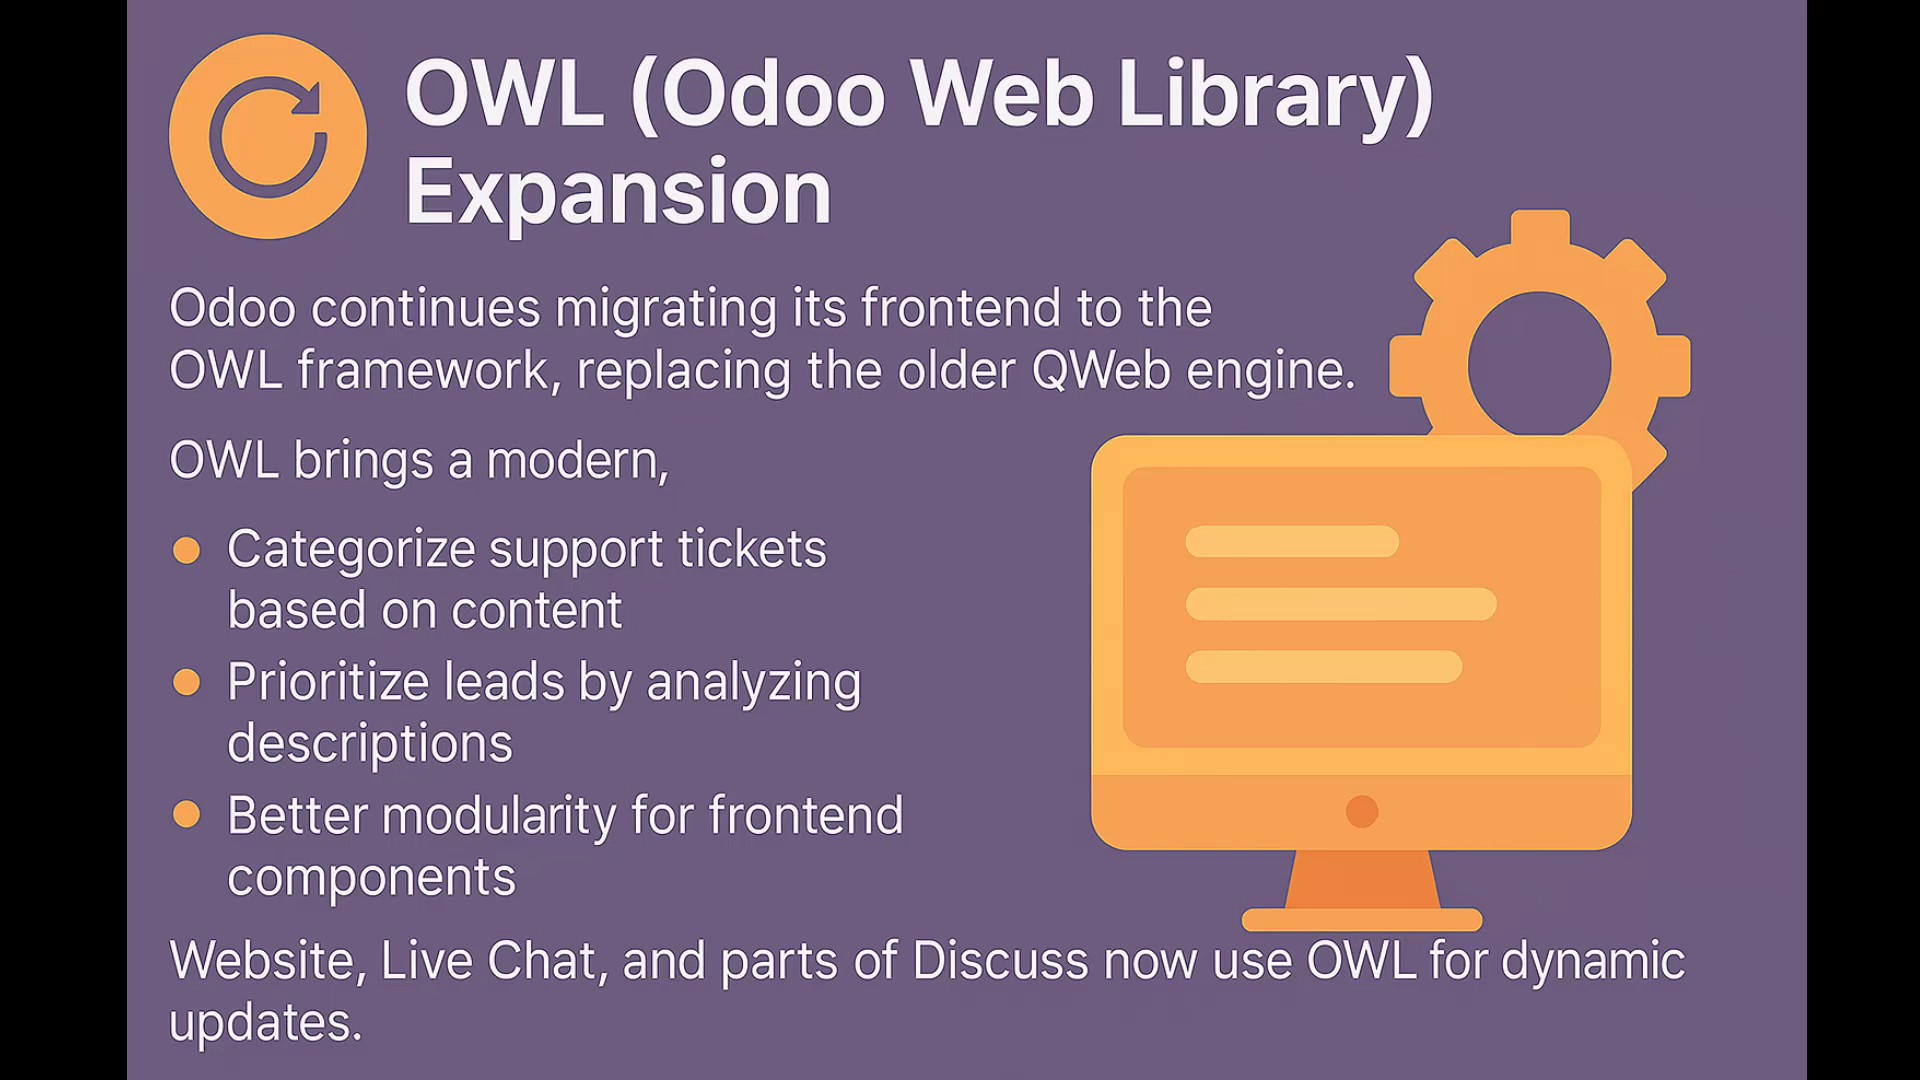 OWL (Odoo Web Library)
Expansion
Odoo continues migrating its frontend to the
OWL framework, replacing the older QWeb engine.
OWL brings a modern,
Categorize support tickets
based on content
Prioritize leads by analyzing
descriptions
Better modularity for frontend
components
Website, Live Chat, and parts of Discuss now use OWL for dynamic
updates.